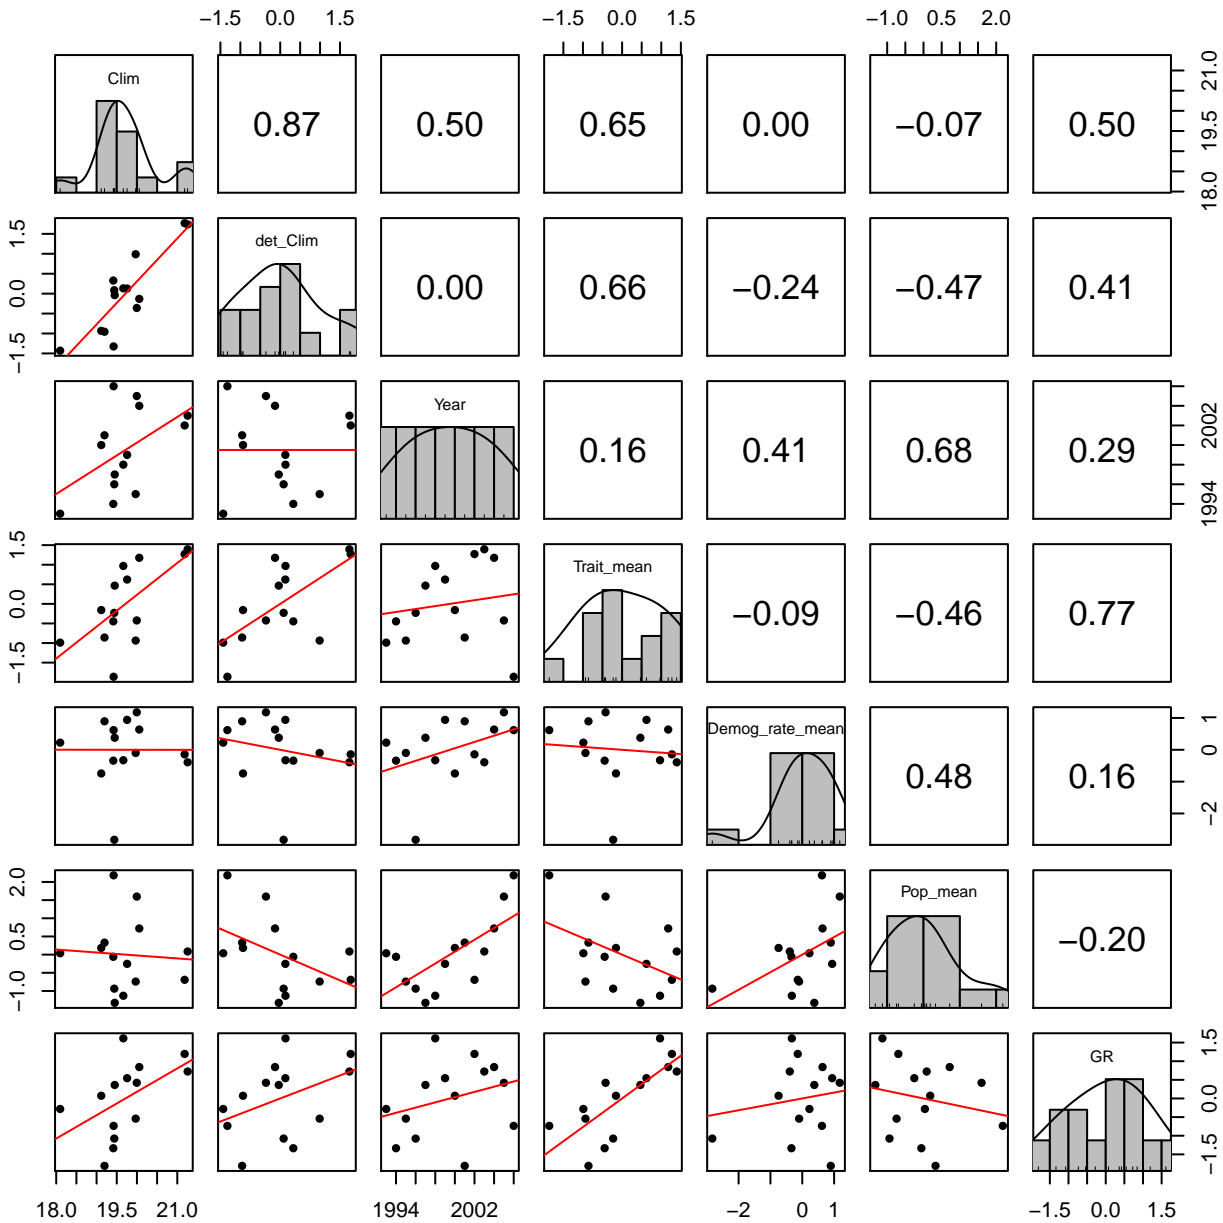 −1.5 0.0 1.5 −1.5 0.0 1.5 −1.0 0.5 2.0
Clim 0.87 0.50 0.65 0.00 −0.07 0.50 18.0 19.5 21.0
−1.5 0.0 1.5 det_Clim 0.00 0.66 −0.24 −0.47 0.41
Year 0.16 0.41 0.68 0.29 1994 2002
−1.5 0.0 1.5 Trait_mean −0.09 −0.46 0.77
Demog_rate_mean 0.48 0.16 −2 0 1
−1.0 0.5 2.0 Pop_mean −0.20
GR −1.5 0.0 1.5
18.0 19.5 21.0 1994 2002 −2 0 1 −1.5 0.0 1.5